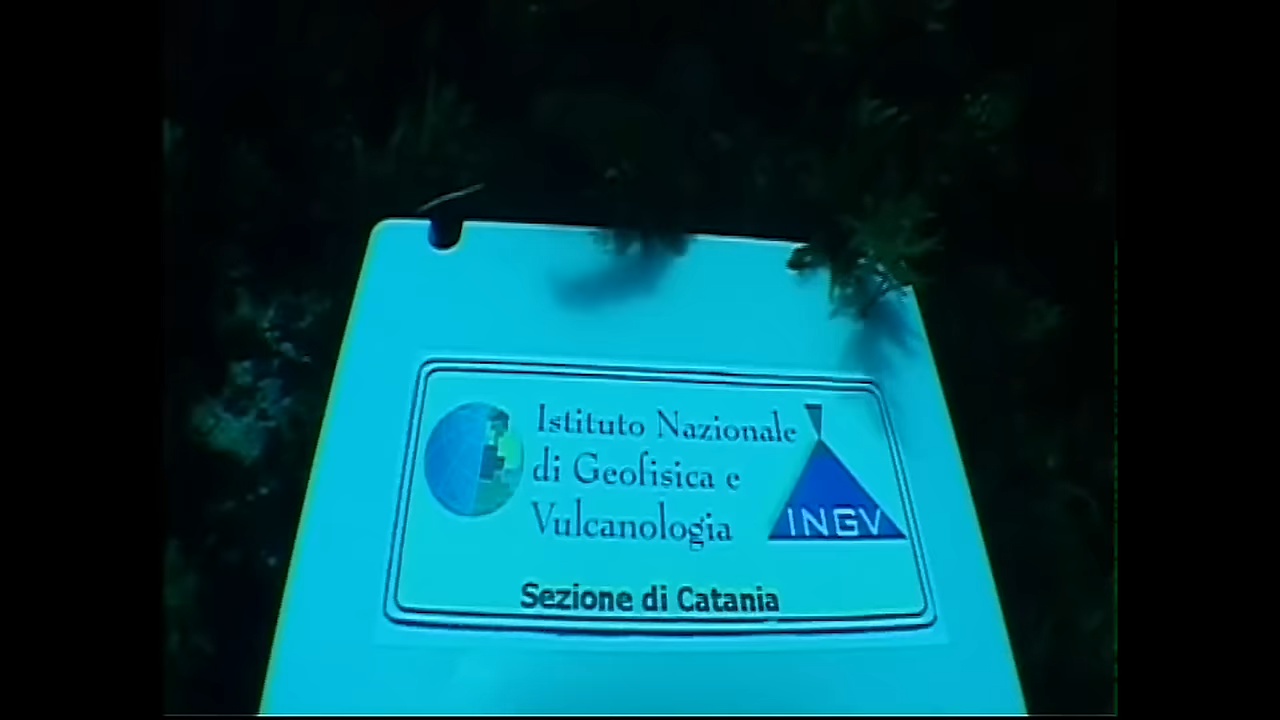 Istituto Nazionale
di Geofisica e
Vulcanologia
INGV
Sezione di Catania